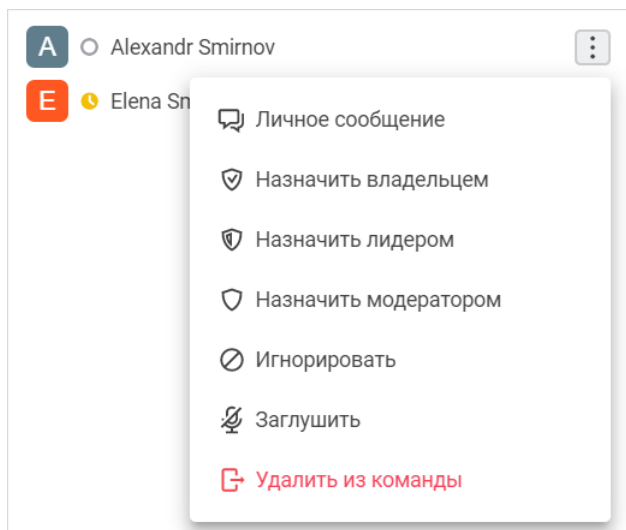 A Alexandr Smirnov
E Elena Sm
Личное сообщение
Назначить владельцем
Назначить лидером
Назначить модератором
Игнорировать
Заглушить
Удалить из команды